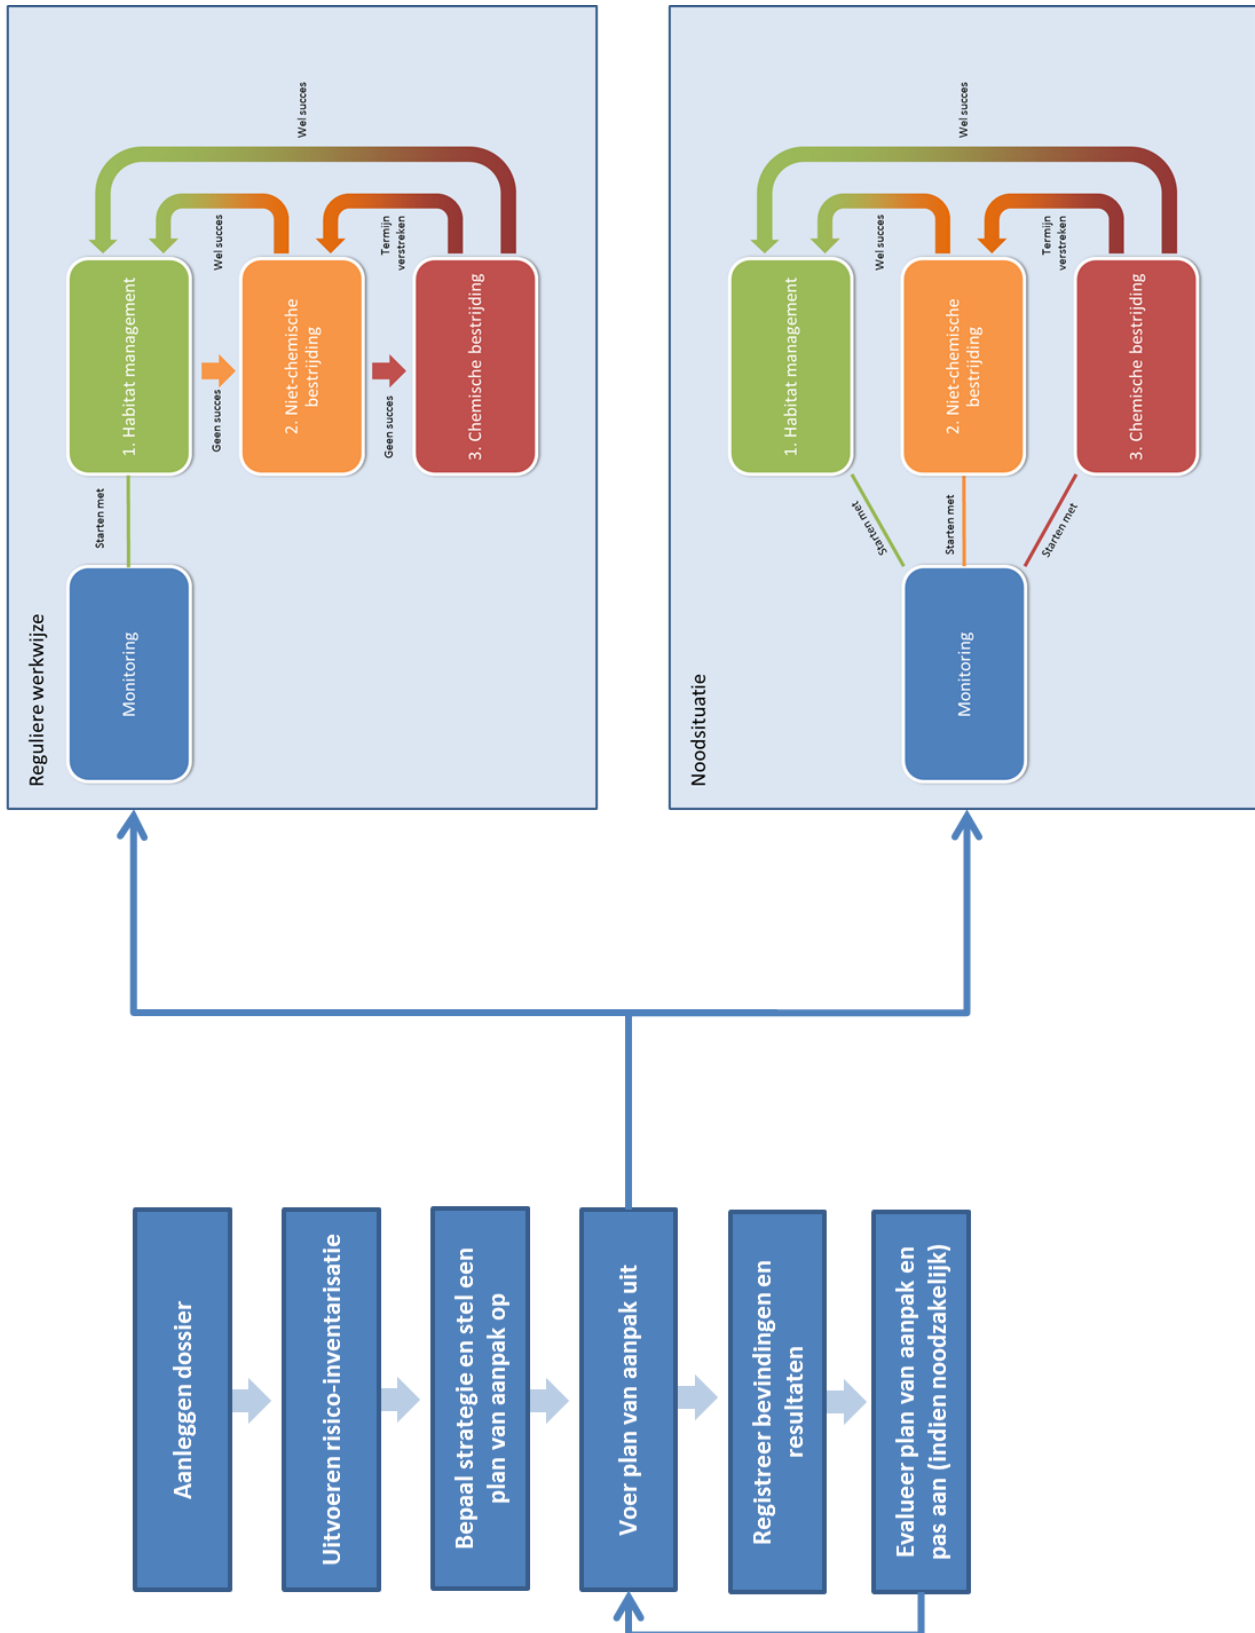 Aanleggen dossier
Uitvoeren risico-inventarisatie
Bepaal strategie en stel een
plan van aanpak op
Voer plan van aanpak uit
Registreer bevindingen en
resultaten
Evalueer plan van aanpak en
pas aan (indien noodzakelijk)
Reguliere werkwijze
Monitoring
Starten met
1. Habitat management
Geen succes
Wel succes
2. Niet-chemische
bestrijding
Geen succes
Termijn
verstreken
3. Chemische bestrijding
Wel succes
Noodsituatie
Monitoring
Starten met
Starten met
Starten met
1. Habitat management
Wel succes
2. Niet-chemische
bestrijding
Termijn
verstreken
3. Chemische bestrijding
Wel succes